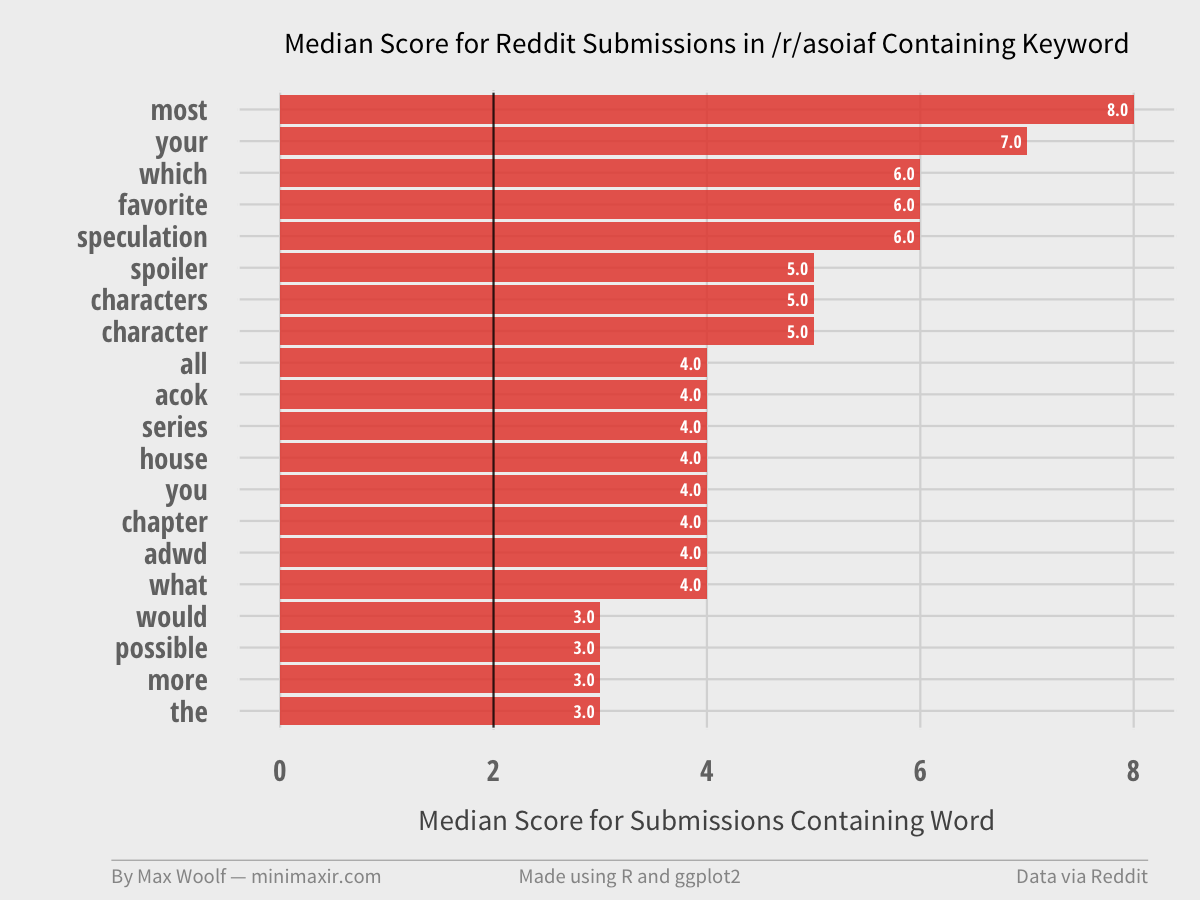 Median Score for Reddit Submissions in /r/asoiaf Containing Keyword
most 8.0
your 7.0
which 6.0
favorite 6.0
speculation 6.0
spoiler 5.0
characters 5.0
character 5.0
all 4.0
acok 4.0
series 4.0
house 4.0
you 4.0
chapter 4.0
adwd 4.0
what 4.0
would 3.0
possible 3.0
more 3.0
the 3.0
0 2 4 6 8
Median Score for Submissions Containing Word
By Max Woolf — minimaxir.com Made using R and ggplot2 Data via Reddit